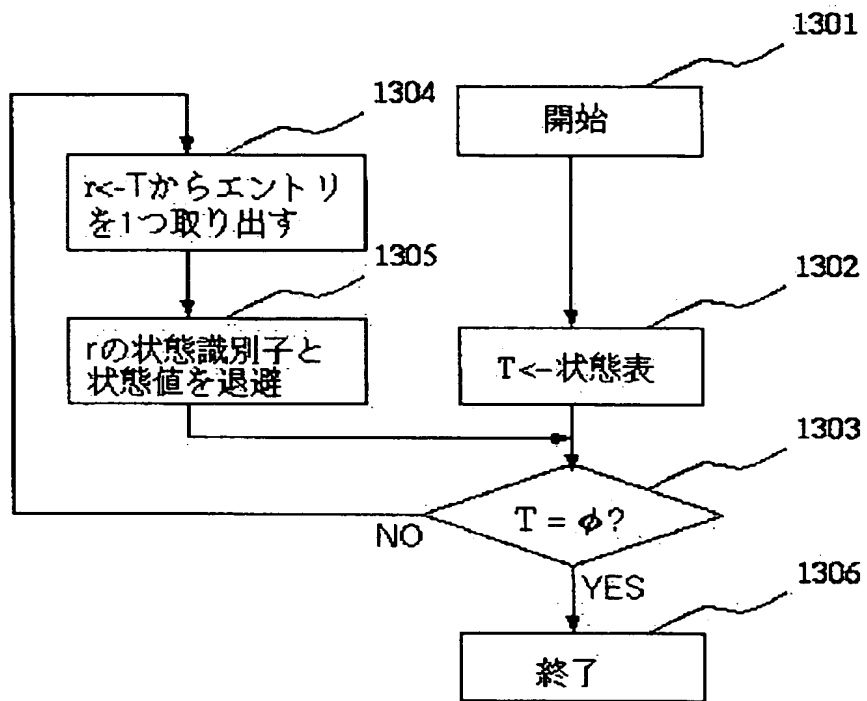 1301
開始
1304
r<-Tからエントリ
を1つ取り出す
1305
rの状態識別子と
状態値を退避
1302
T<-状態表
1303
T = φ?
NO
YES
1306
終了